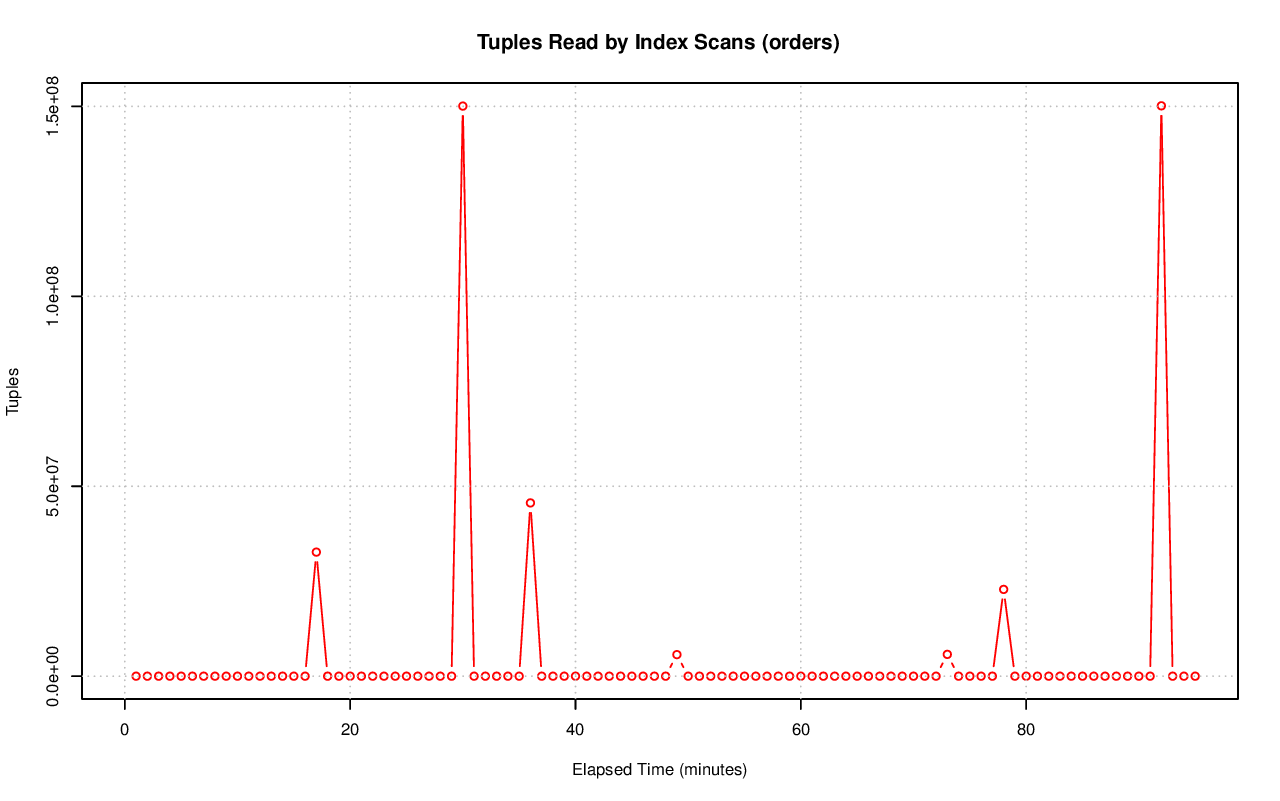 Tuples Read by Index Scans (orders)
Tuples
1.5e+08
1.0e+08
5.0e+07
0.0e+00
0 20 40 60 80
Elapsed Time (minutes)